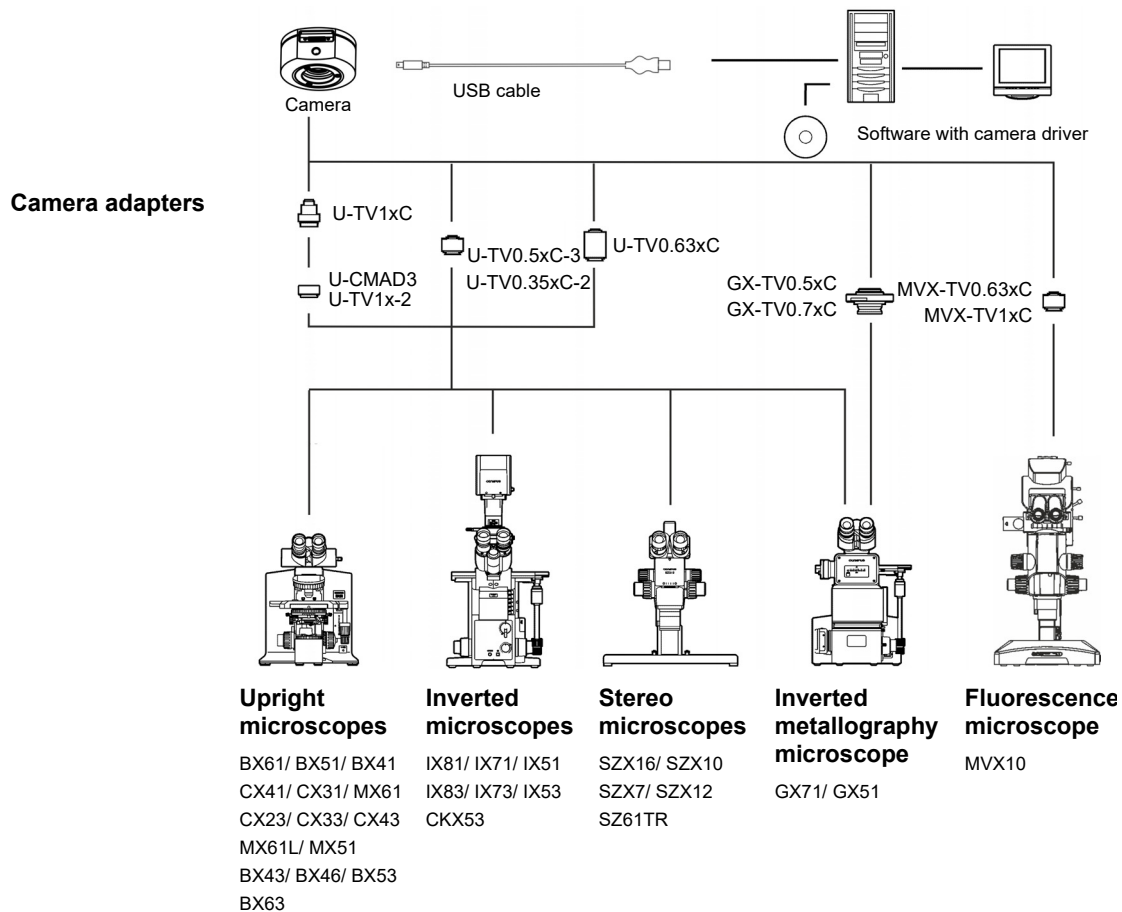 Camera
USB cable
Software with camera driver
Camera adapters
U-TV1xC
U-CMAD3
U-TV1x-2
U-TV0.5xC-3
U-TV0.35xC-2
U-TV0.63xC
GX-TV0.5xC
GX-TV0.7xC
MVX-TV0.63xC
MVX-TV1xC
Upright
microscopes
BX61/ BX51/ BX41
CX41/ CX31/ MX61
CX23/ CX33/ CX43
MX61L/ MX51
BX43/ BX46/ BX53
BX63
Inverted
microscopes
IX81/ IX71/ IX51
IX83/ IX73/ IX53
CKX53
Stereo
microscopes
SZX16/ SZX10
SZX7/ SZX12
SZ61TR
Inverted
metallography
microscope
GX71/ GX51
Fluorescence
microscope
MVX10